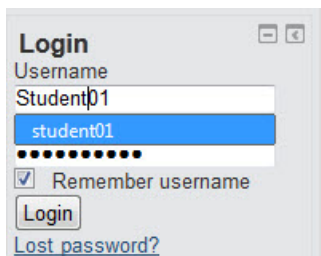 Login
Username
Student01
student01
••••••••••
Remember username
Login
Lost password?